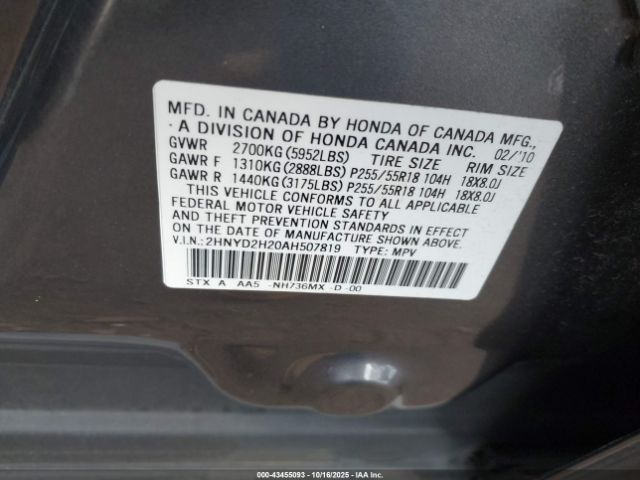 MFD. IN CANADA BY HONDA OF CANADA MFG.,
A DIVISION OF HONDA CANADA INC. 02/'10
GVWR 2700KG(5952LBS) TIRE SIZE RIM SIZE
GAWR F 1310KG(2888LBS) P255/55R18 104H 18X8.0J
GAWR R 1440KG(3175LBS) P255/55R18 104H 18X8.0J
THIS VEHICLE CONFORMS TO ALL APPLICABLE
FEDERAL MOTOR VEHICLE SAFETY
AND THEFT PREVENTION STANDARDS IN EFFECT
ON THE DATE OF MANUFACTURE SHOWN ABOVE.
V.I.N.: 2HNYD2H20AH507819 TYPE: MPV
STX A AA5 -NH736MX -D -00
000-43455093 - 10/16/2025 - IAA Inc.